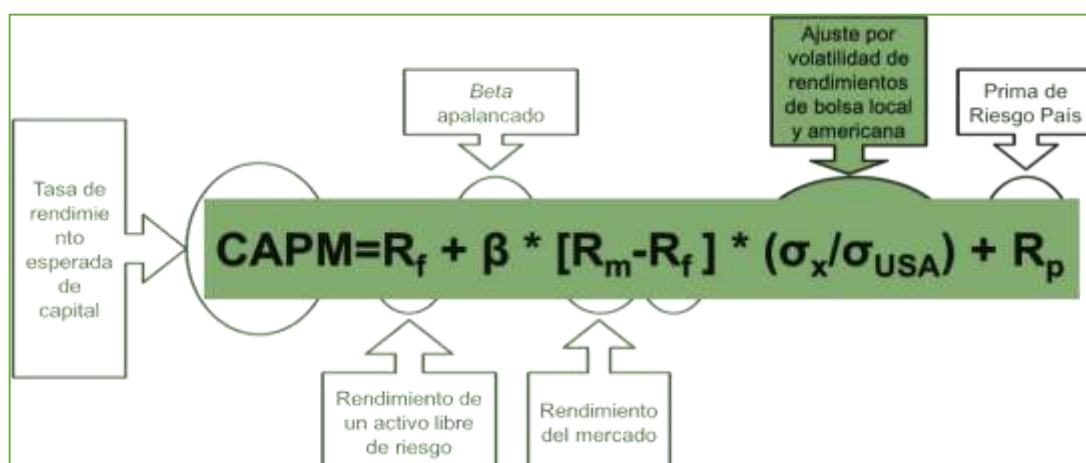 Ajuste por
volatilidad de
rendimientos
de bolsa local
y americana
Beta
apalancado
Prima de
Riesgo País
Tasa de
rendimie
nto
esperada
de
capital
CAPM=Rf + β * [Rm-Rf ] * (σx/σUSA) + Rp
Rendimiento de
un activo libre
de riesgo
Rendimiento
del mercado